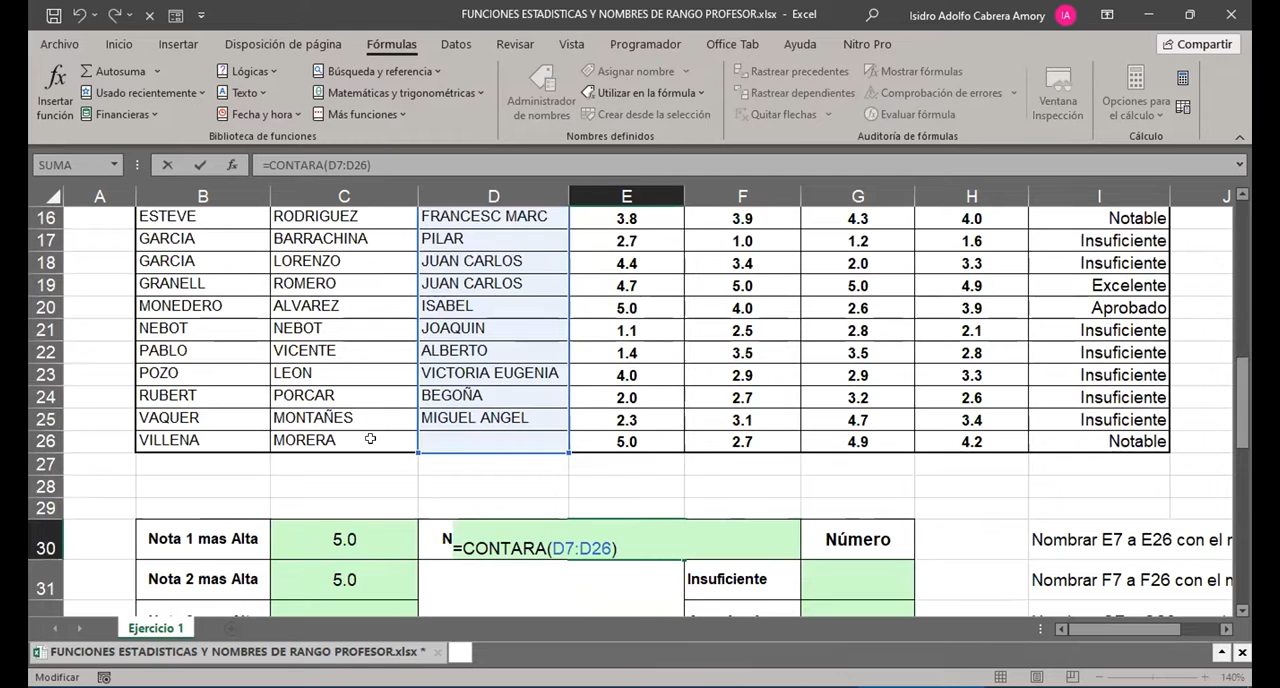 FUNCIONES ESTADISTICAS Y NOMBRES DE RANGO PROFESOR.xlsx - Excel
Isidro Adolfo Cabrera Amory
IA
Archivo Inicio Insertar Disposición de página Fórmulas Datos Revisar Vista Programador Office Tab Ayuda Nitro Pro Compartir
fx Autosuma Lógicas Búsqueda y referencia Asignar nombre Rastrear precedentes Mostrar fórmulas
Insertar función Usado recientemente Texto Matemáticas y trigonométricas Administrador de nombres Utilizar en la fórmula Rastrear dependientes Comprobación de errores Ventana Inspección Opciones para el cálculo
Financieras Fecha y hora Más funciones Crear desde la selección Quitar flechas Evaluar fórmula
Biblioteca de funciones Nombres definidos Auditoría de fórmulas Cálculo
SUMA fx =CONTARA(D7:D26)
A B C D E F G H I J
16 ESTEVE RODRIGUEZ FRANCESC MARC 3.8 3.9 4.3 4.0 Notable
17 GARCIA BARRACHINA PILAR 2.7 1.0 1.2 1.6 Insuficiente
18 GARCIA LORENZO JUAN CARLOS 4.4 3.4 2.0 3.3 Insuficiente
19 GRANELL ROMERO JUAN CARLOS 4.7 5.0 5.0 4.9 Excelente
20 MONEDERO ALVAREZ ISABEL 5.0 4.0 2.6 3.9 Aprobado
21 NEBOT NEBOT JOAQUIN 1.1 2.5 2.8 2.1 Insuficiente
22 PABLO VICENTE ALBERTO 1.4 3.5 3.5 2.8 Insuficiente
23 POZO LEON VICTORIA EUGENIA 4.0 2.9 2.9 3.3 Insuficiente
24 RUBERT PORCAR BEGOÑA 2.0 2.7 3.2 2.6 Insuficiente
25 VAQUER MONTAÑES MIGUEL ANGEL 2.3 3.1 4.7 3.4 Insuficiente
26 VILLENA MORERA 5.0 2.7 4.9 4.2 Notable
27
28
29
30 Nota 1 mas Alta 5.0 N =CONTARA(D7:D26) Número Nombrar E7 a E26 con el
31 Nota 2 mas Alta 5.0 Insuficiente Nombrar F7 a F26 con el
Ejercicio 1
FUNCIONES ESTADISTICAS Y NOMBRES DE RANGO PROFESOR.xlsx *
Modificar 140%